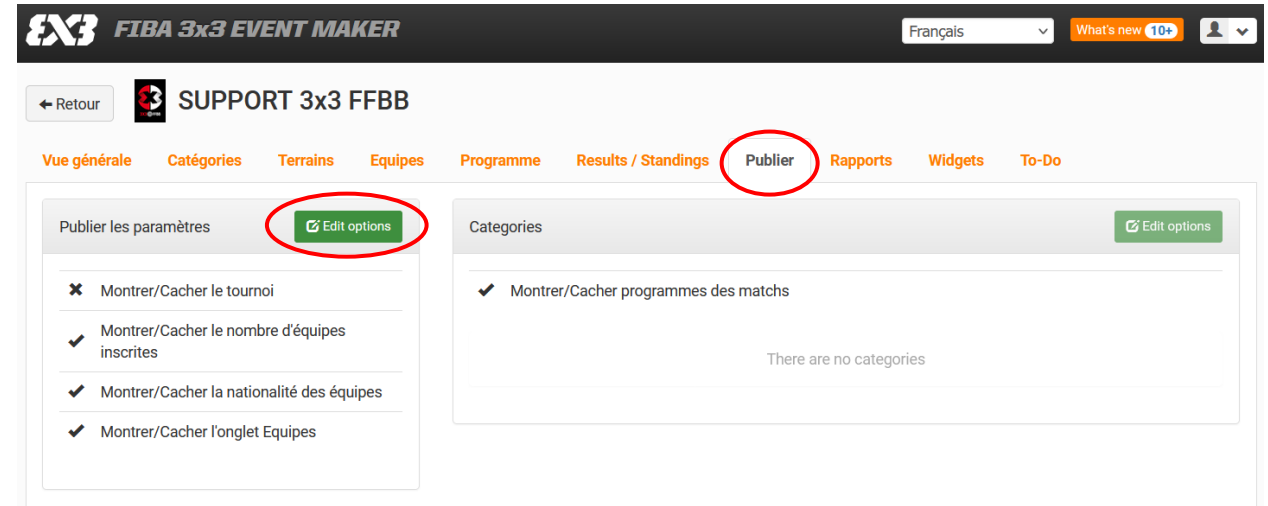 3X3 FIBA 3x3 EVENT MAKER
Français
What's new 10+
Retour
SUPPORT 3x3 FFBB
Vue générale Catégories Terrains Equipes Programme Results / Standings Publier Rapports Widgets To-Do
Publier les paramètres
Edit options
Montrer/Cacher le tournoi
Montrer/Cacher le nombre d'équipes
inscrites
Montrer/Cacher la nationalité des équipes
Montrer/Cacher l'onglet Equipes
Categories
Edit options
Montrer/Cacher programmes des matchs
There are no categories